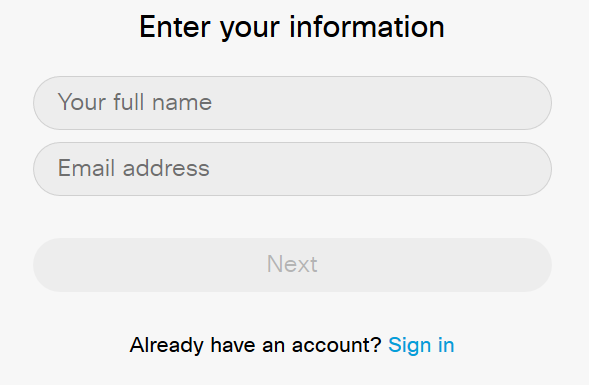 Enter your information
Your full name
Email address
Next
Already have an account? Sign in